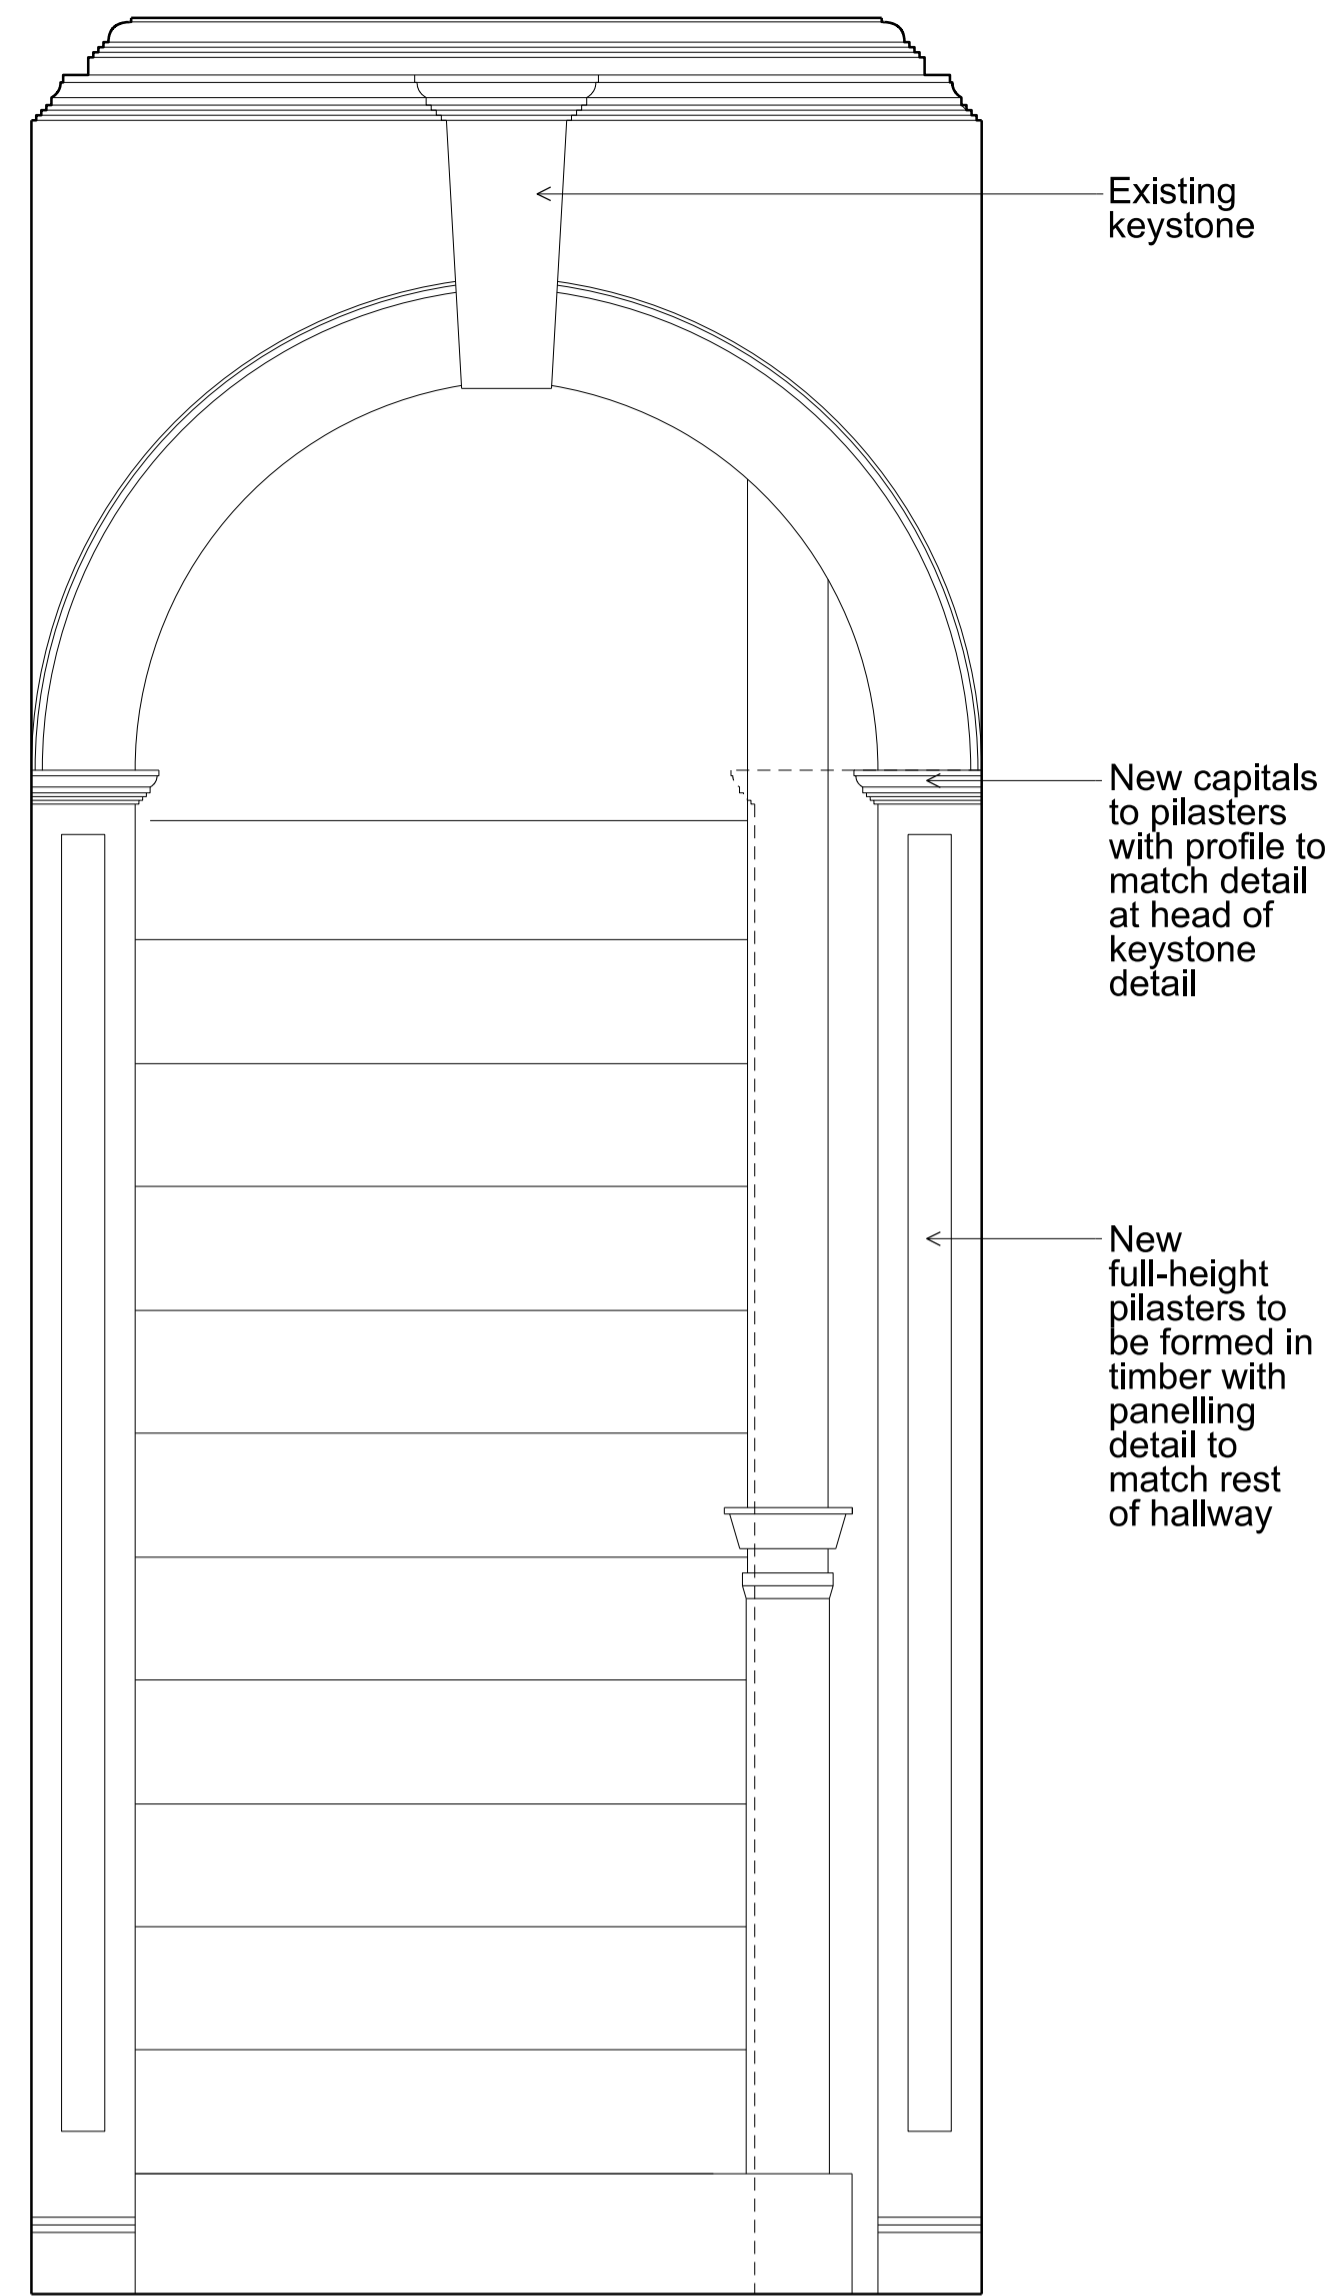 Existing
keystone
New capitals
to pilasters
with profile to
match detail
at head of
keystone
detail
New
full-height
pilasters to
be formed in
timber with
panelling
detail to
match rest
of hallway